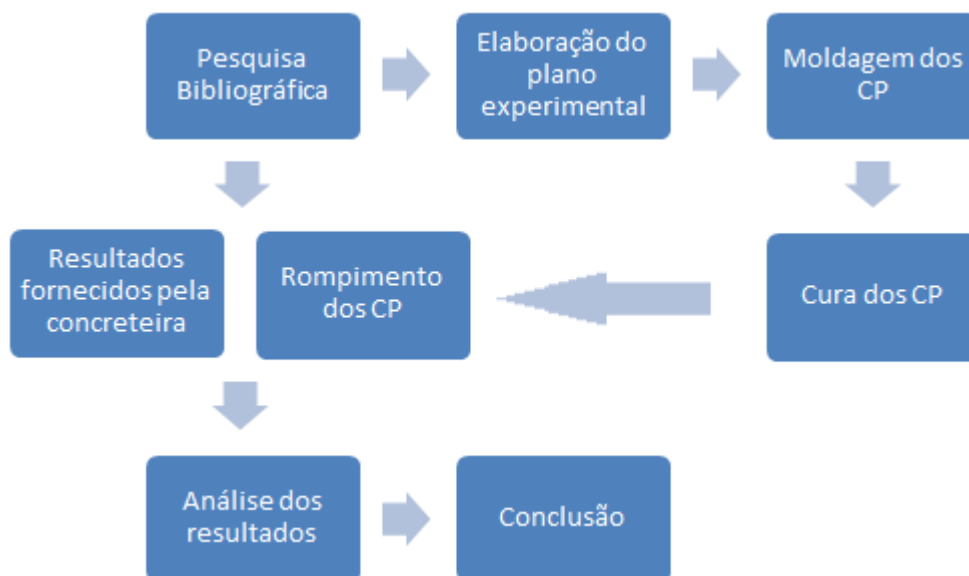 Pesquisa
Bibliográfica
Elaboração do
plano
experimental
Moldagem dos
CP
Resultados
fornecidos pela
concreteira
Rompimento
dos CP
Cura dos CP
Análise dos
resultados
Conclusão